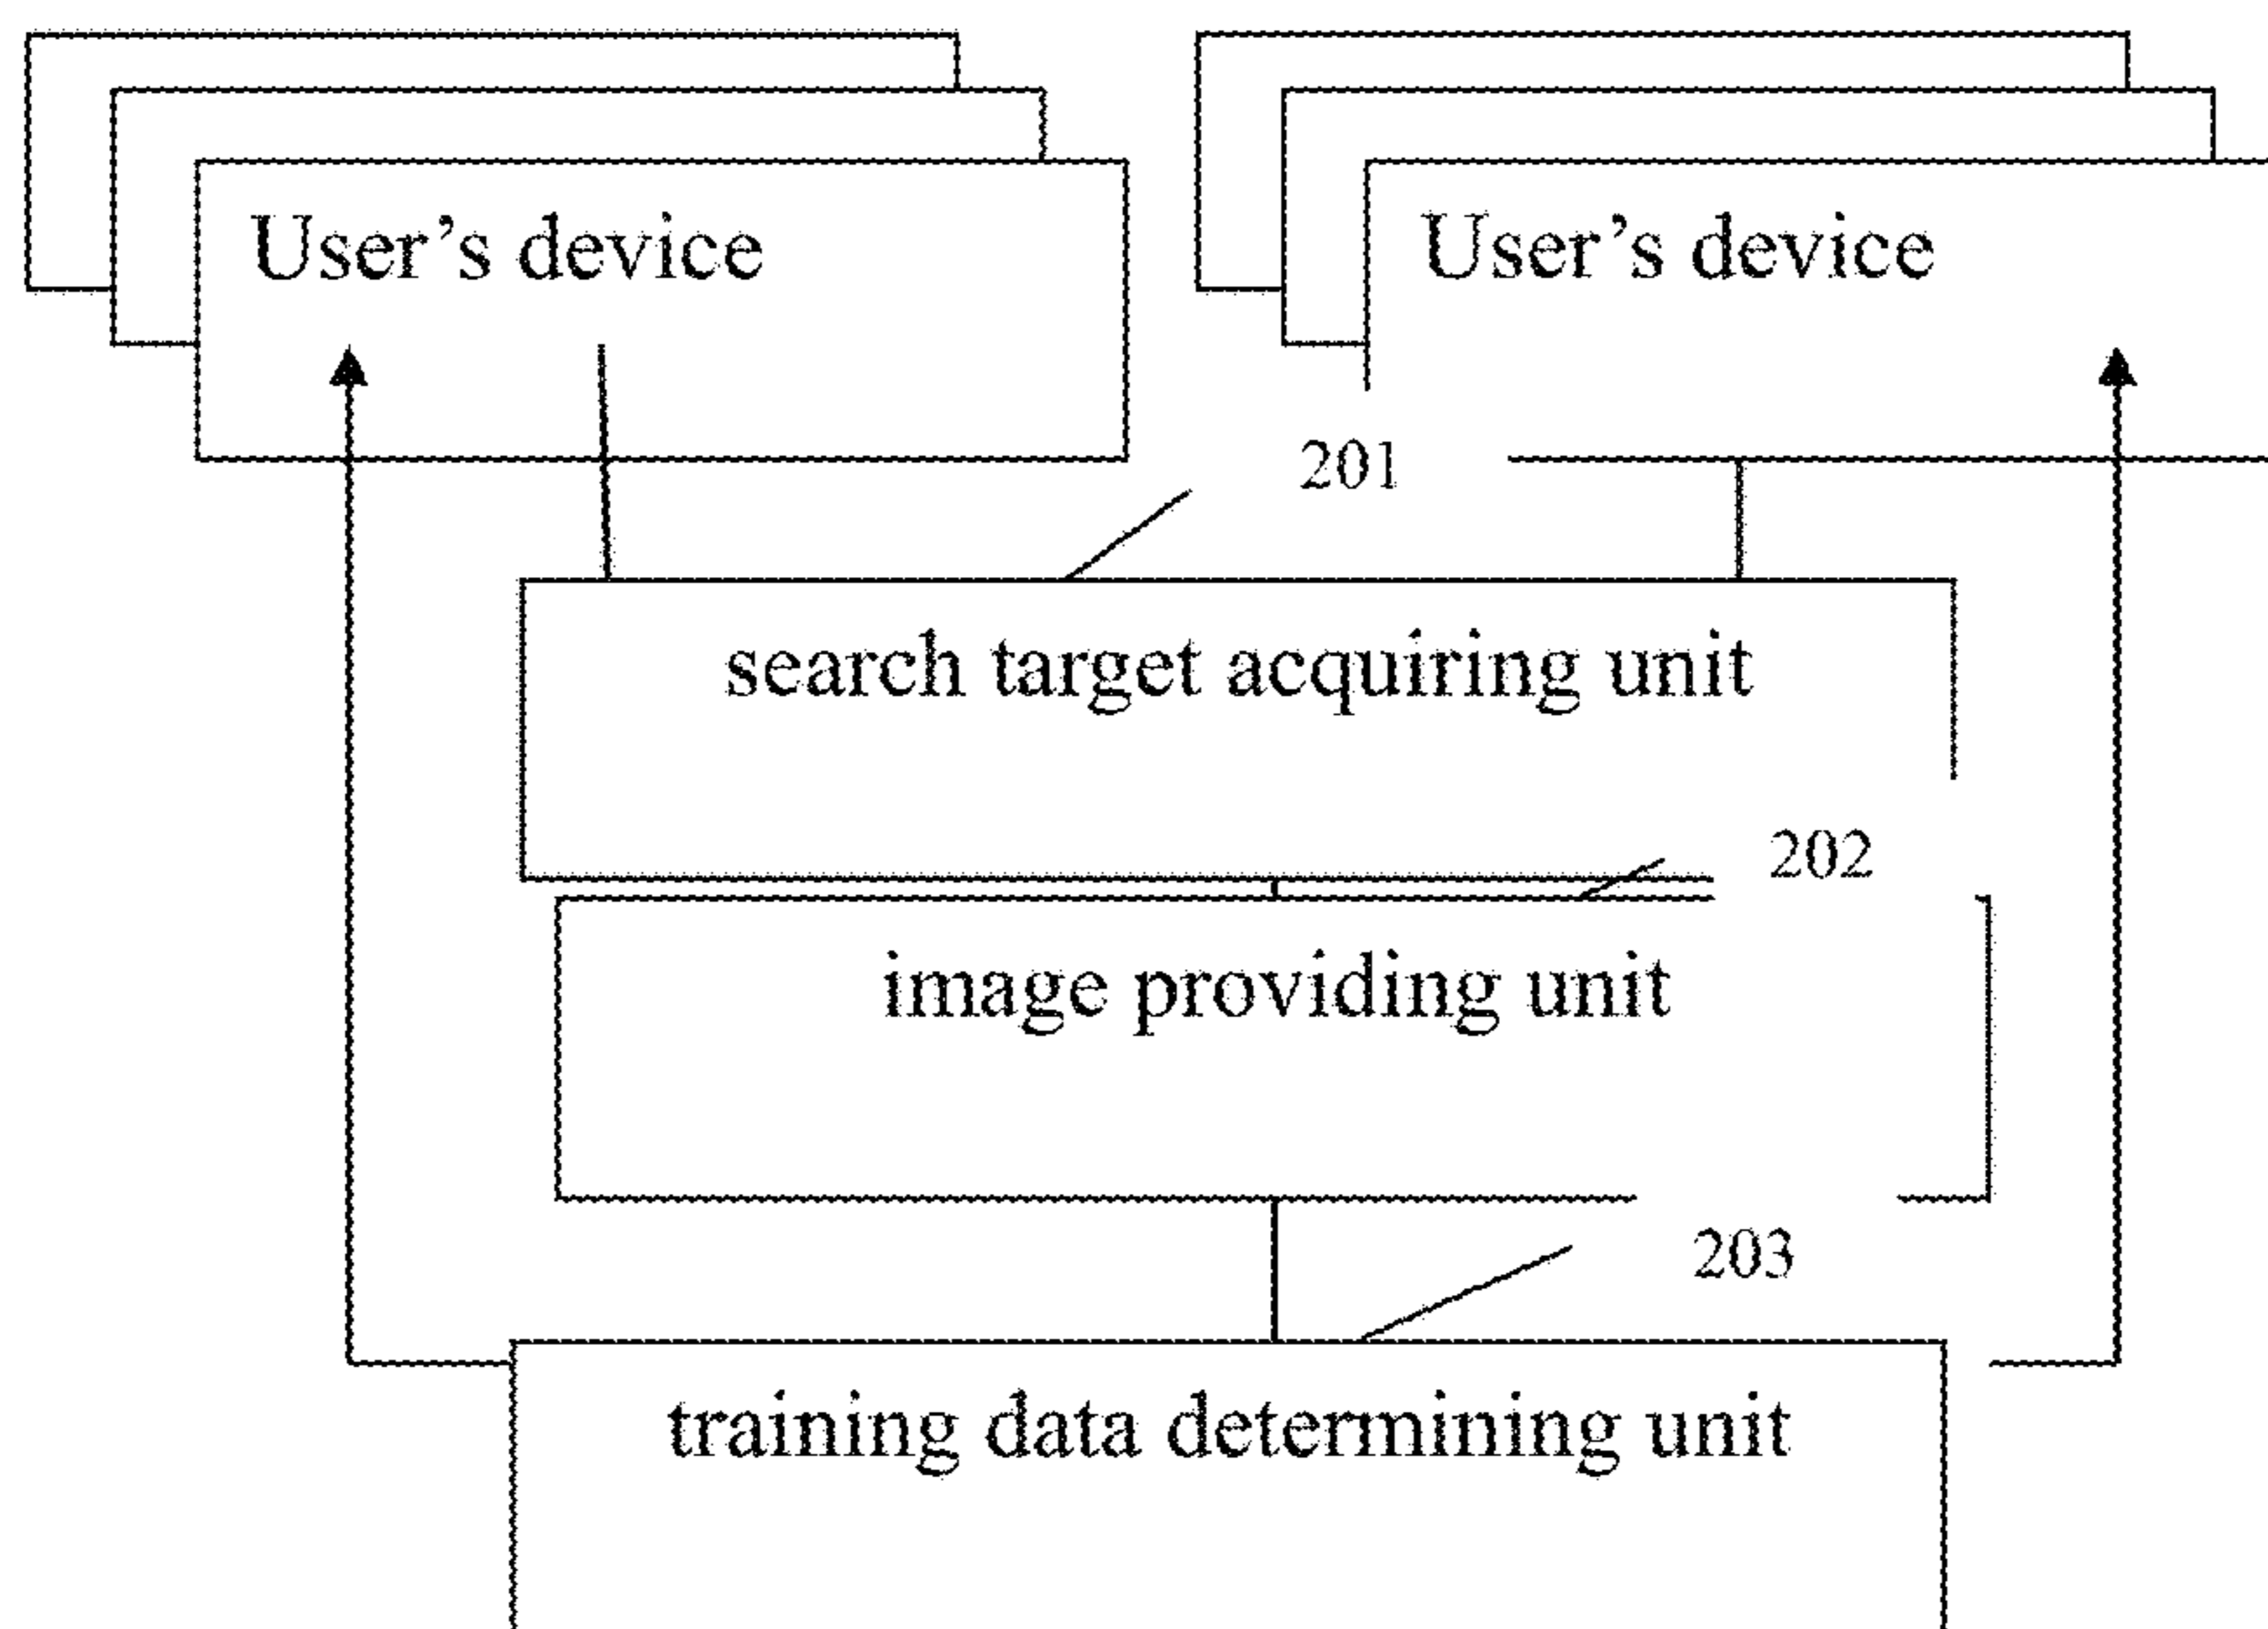 User's device
User's device
201
search target acquiring unit
202
image providing unit
203
training data determining unit